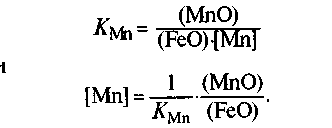 K_Mn = (MnO) / (FeO)·[Mn]
и
[Mn] = 1 / K_Mn · (MnO) / (FeO).